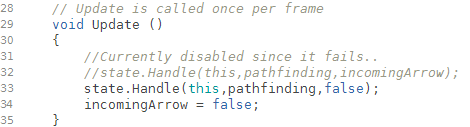 28 // Update is called once per frame
29 void Update ()
30 {
31 //Currently disabled since it fails..
32 //state.Handle(this,pathfinding,incomingArrow);
33 state.Handle(this,pathfinding,false);
34 incomingArrow = false;
35 }